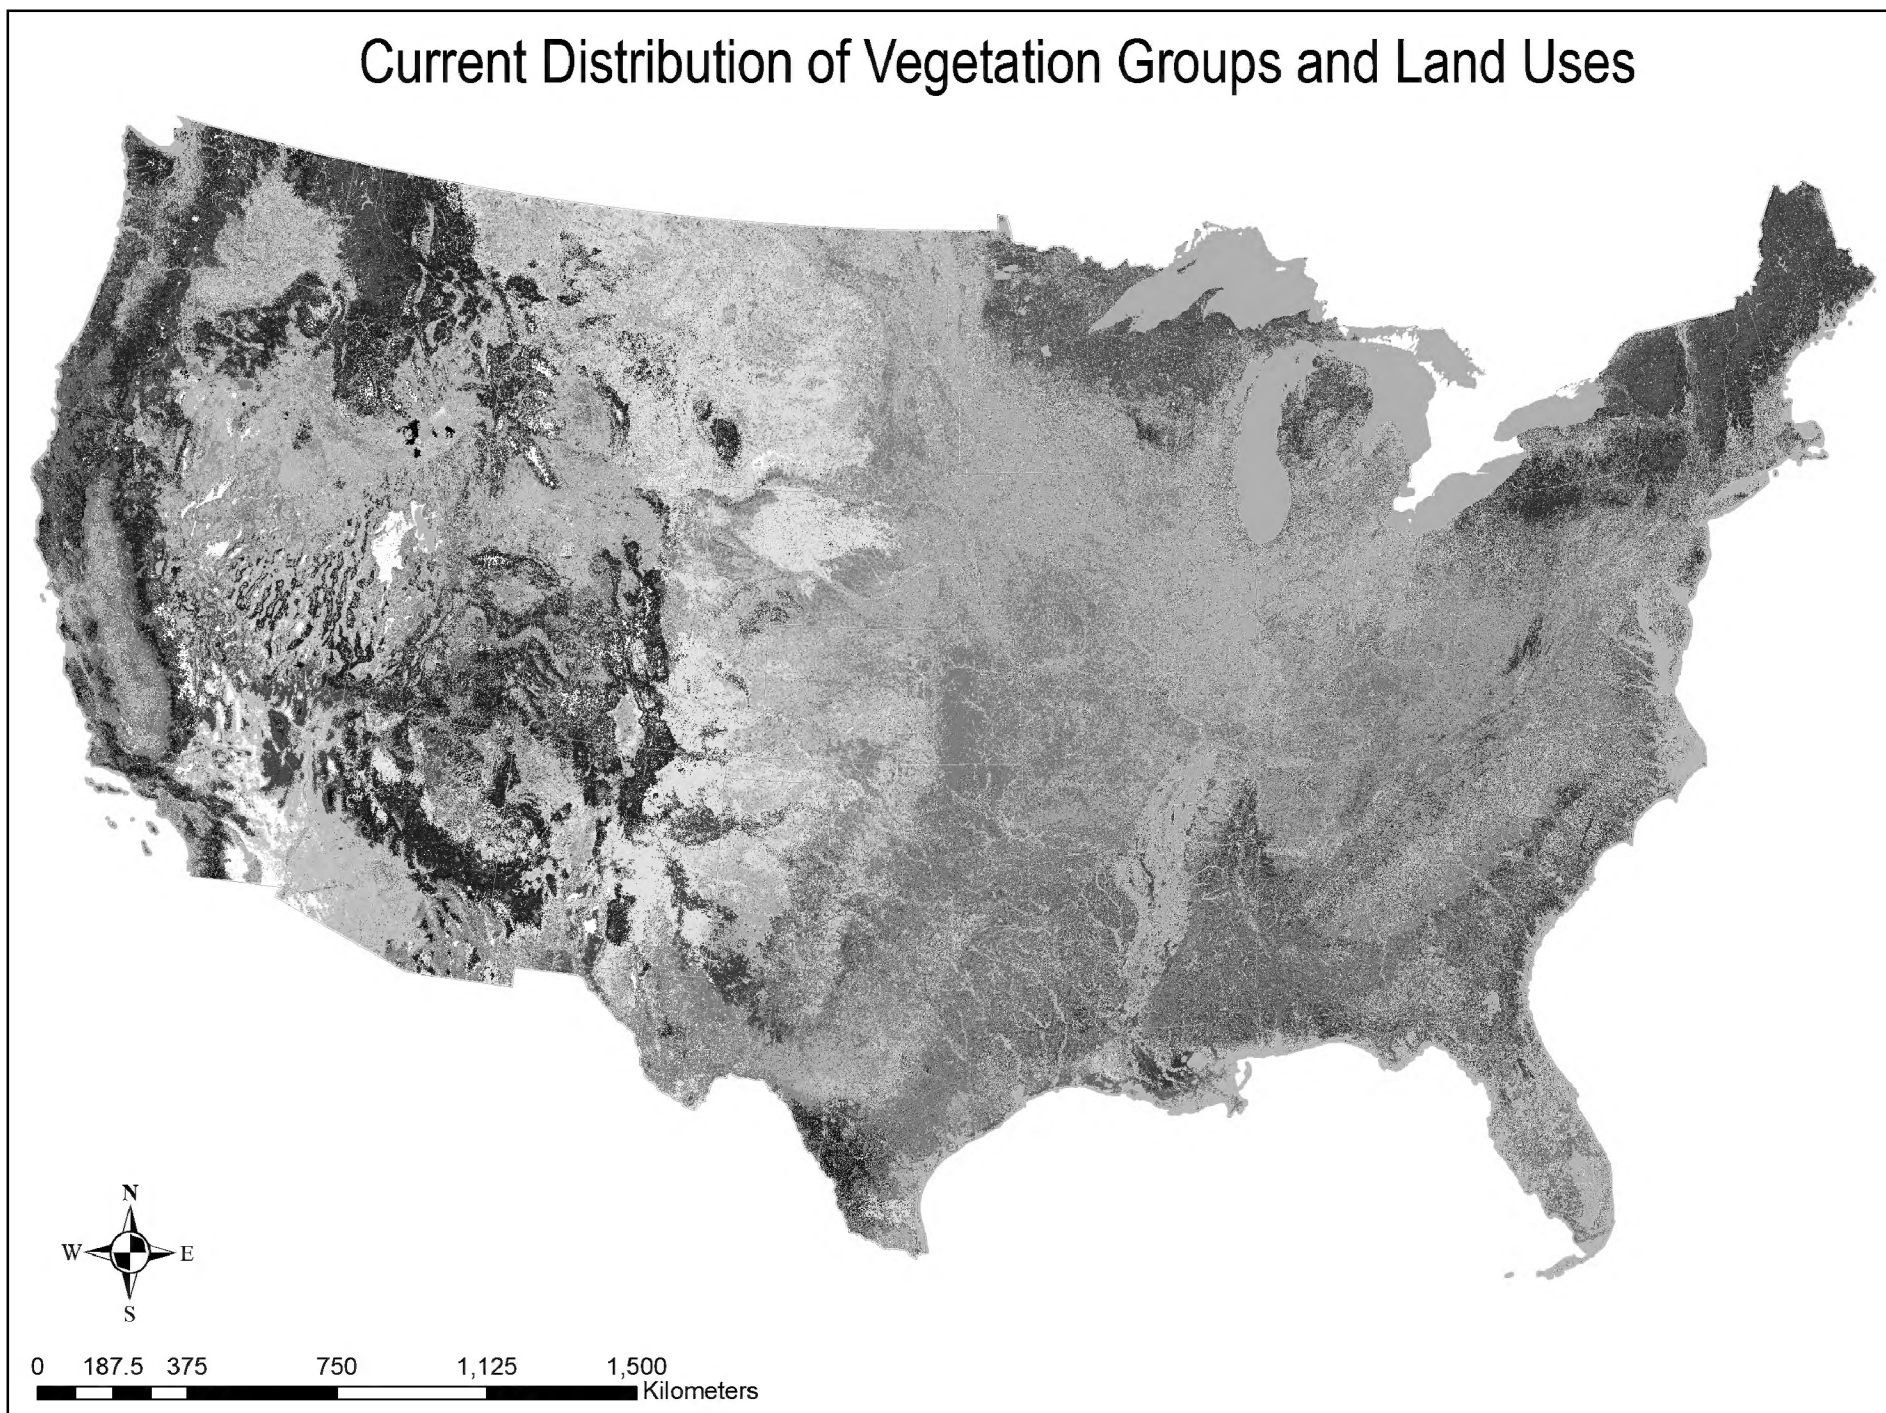 Current Distribution of Vegetation Groups and Land Uses
N
W E
S
0 187.5 375 750 1,125 1,500
Kilometers